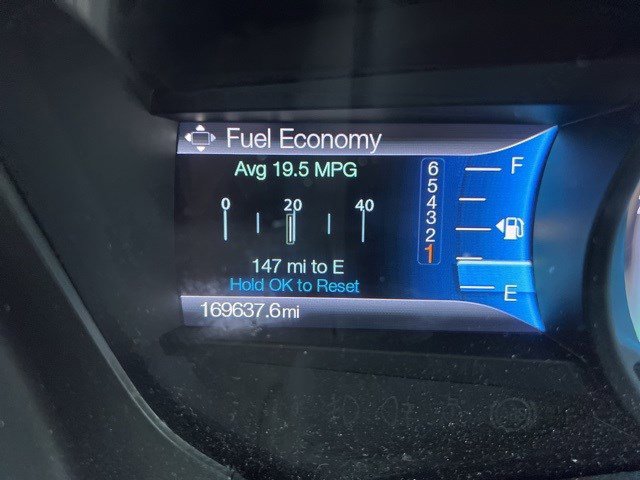 Fuel Economy
Avg 19.5 MPG
0 20 40
6
5
4
3
2
1
F
E
147 mi to E
Hold OK to Reset
169637.6mi